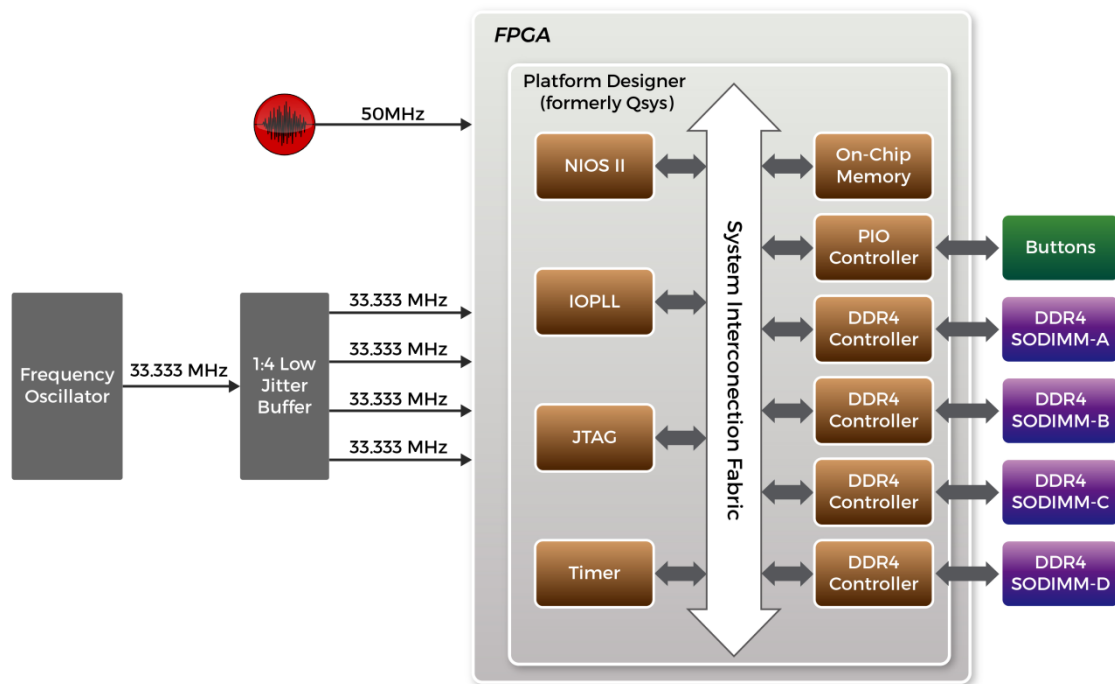 FPGA
Platform Designer
(formerly Qsys)
50MHz
NIOS II
On-Chip
Memory
PIO
Controller
Buttons
System Interconection Fabric
IOPLL
DDR4
Controller
DDR4
SODIMM-A
Frequency
Oscillator
33.333 MHz
1:4 Low
Jitter
Buffer
33.333 MHz
33.333 MHz
33.333 MHz
33.333 MHz
DDR4
Controller
DDR4
SODIMM-B
JTAG
DDR4
Controller
DDR4
SODIMM-C
Timer
DDR4
Controller
DDR4
SODIMM-D